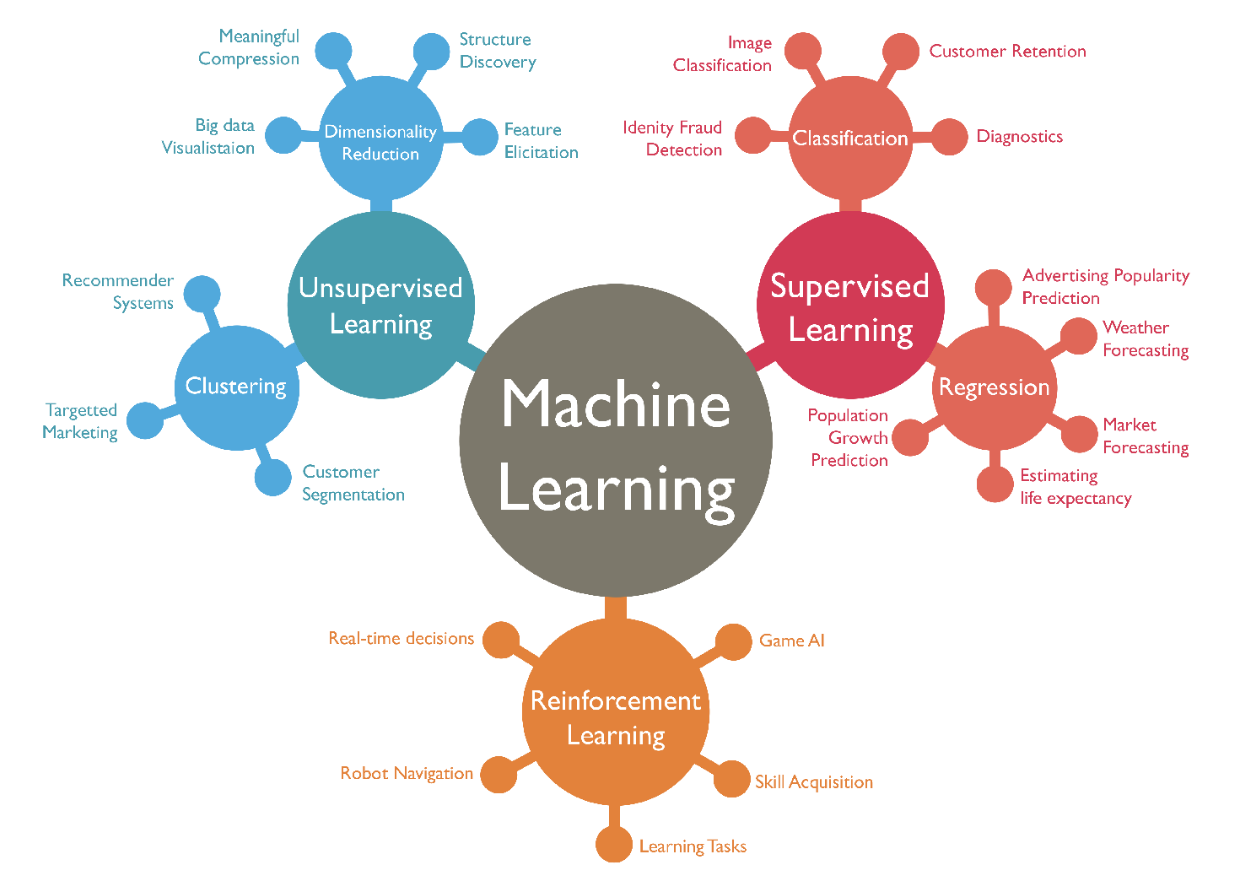 Machine
Learning
Unsupervised
Learning
Dimensionality
Reduction
Meaningful
Compression
Structure
Discovery
Big data
Visualistaion
Feature
Elicitation
Clustering
Recommender
Systems
Targetted
Marketing
Customer
Segmentation
Supervised
Learning
Classification
Image
Classification
Customer Retention
Idenity Fraud
Detection
Diagnostics
Regression
Advertising Popularity
Prediction
Weather
Forecasting
Population
Growth
Prediction
Market
Forecasting
Estimating
life expectancy
Reinforcement
Learning
Real-time decisions
Game AI
Robot Navigation
Skill Acquisition
Learning Tasks